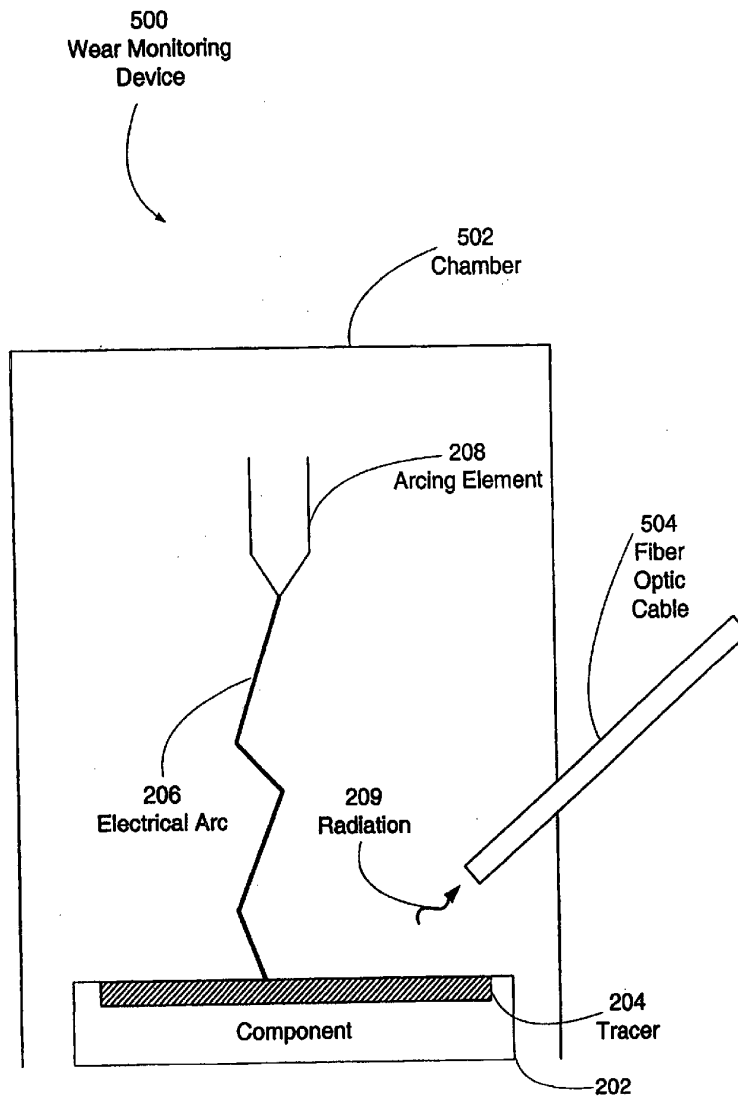 500
Wear Monitoring
Device
502
Chamber
208
Arcing Element
504
Fiber
Optic
Cable
206
Electrical Arc
209
Radiation
204
Tracer
Component
202